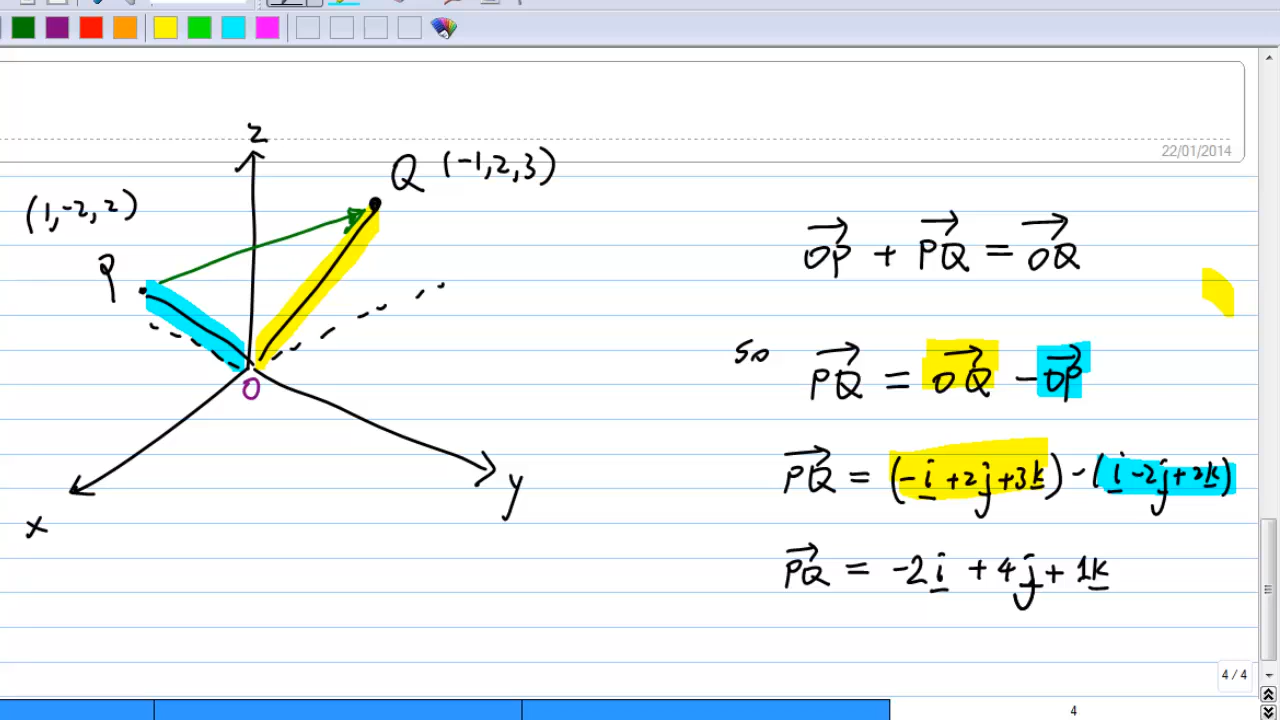 22/01/2014
z
Q (-1,2,3)
(1,-2,2)
P
O
y
x
→OP + →PQ = →OQ
so →PQ = →OQ - →OP
→PQ = (-i + 2j + 3k) - (i - 2j + 2k)
→PQ = -2i + 4j + 1k
4 / 4
4